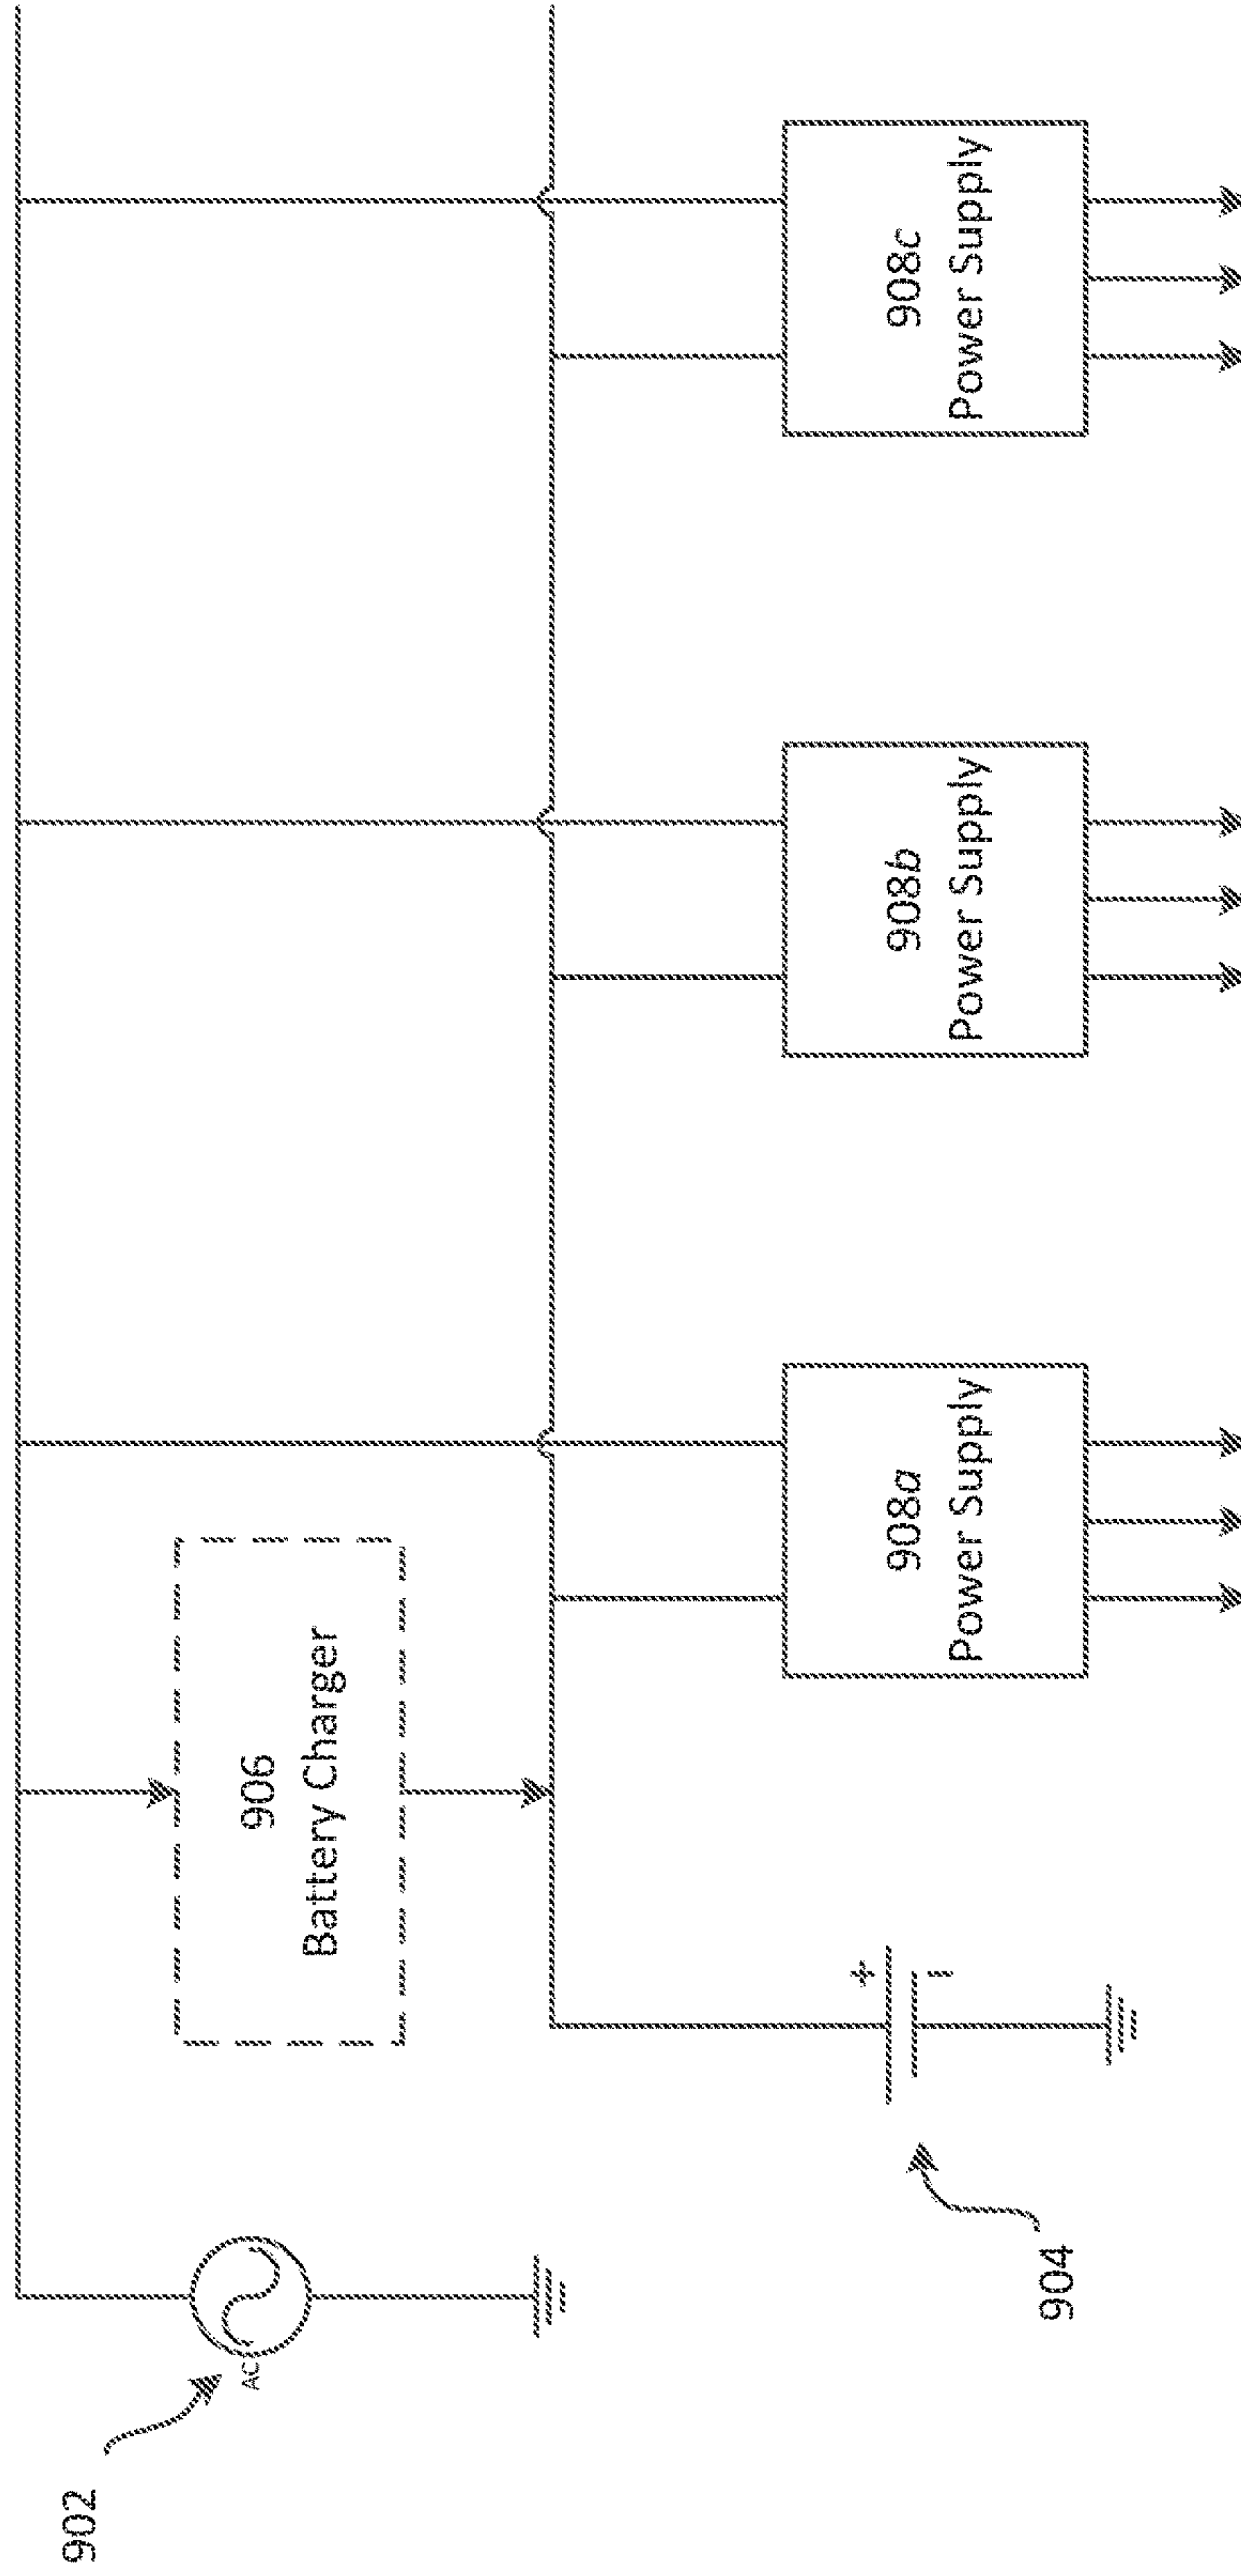 902
AC
906
Battery Charger
904
+
-
908a
Power Supply
908b
Power Supply
908c
Power Supply